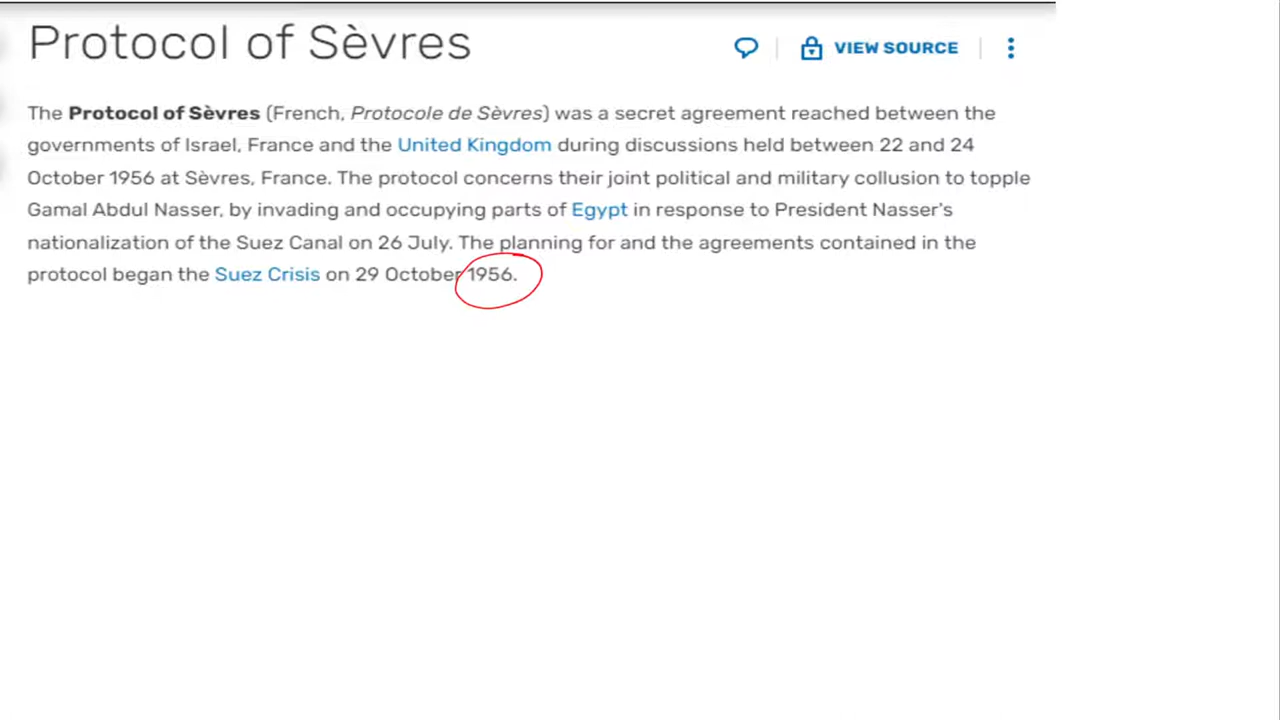 Protocol of Sèvres
VIEW SOURCE
The Protocol of Sèvres (French, Protocole de Sèvres) was a secret agreement reached between the
governments of Israel, France and the United Kingdom during discussions held between 22 and 24
October 1956 at Sèvres, France. The protocol concerns their joint political and military collusion to topple
Gamal Abdul Nasser, by invading and occupying parts of Egypt in response to President Nasser's
nationalization of the Suez Canal on 26 July. The planning for and the agreements contained in the
protocol began the Suez Crisis on 29 October 1956.